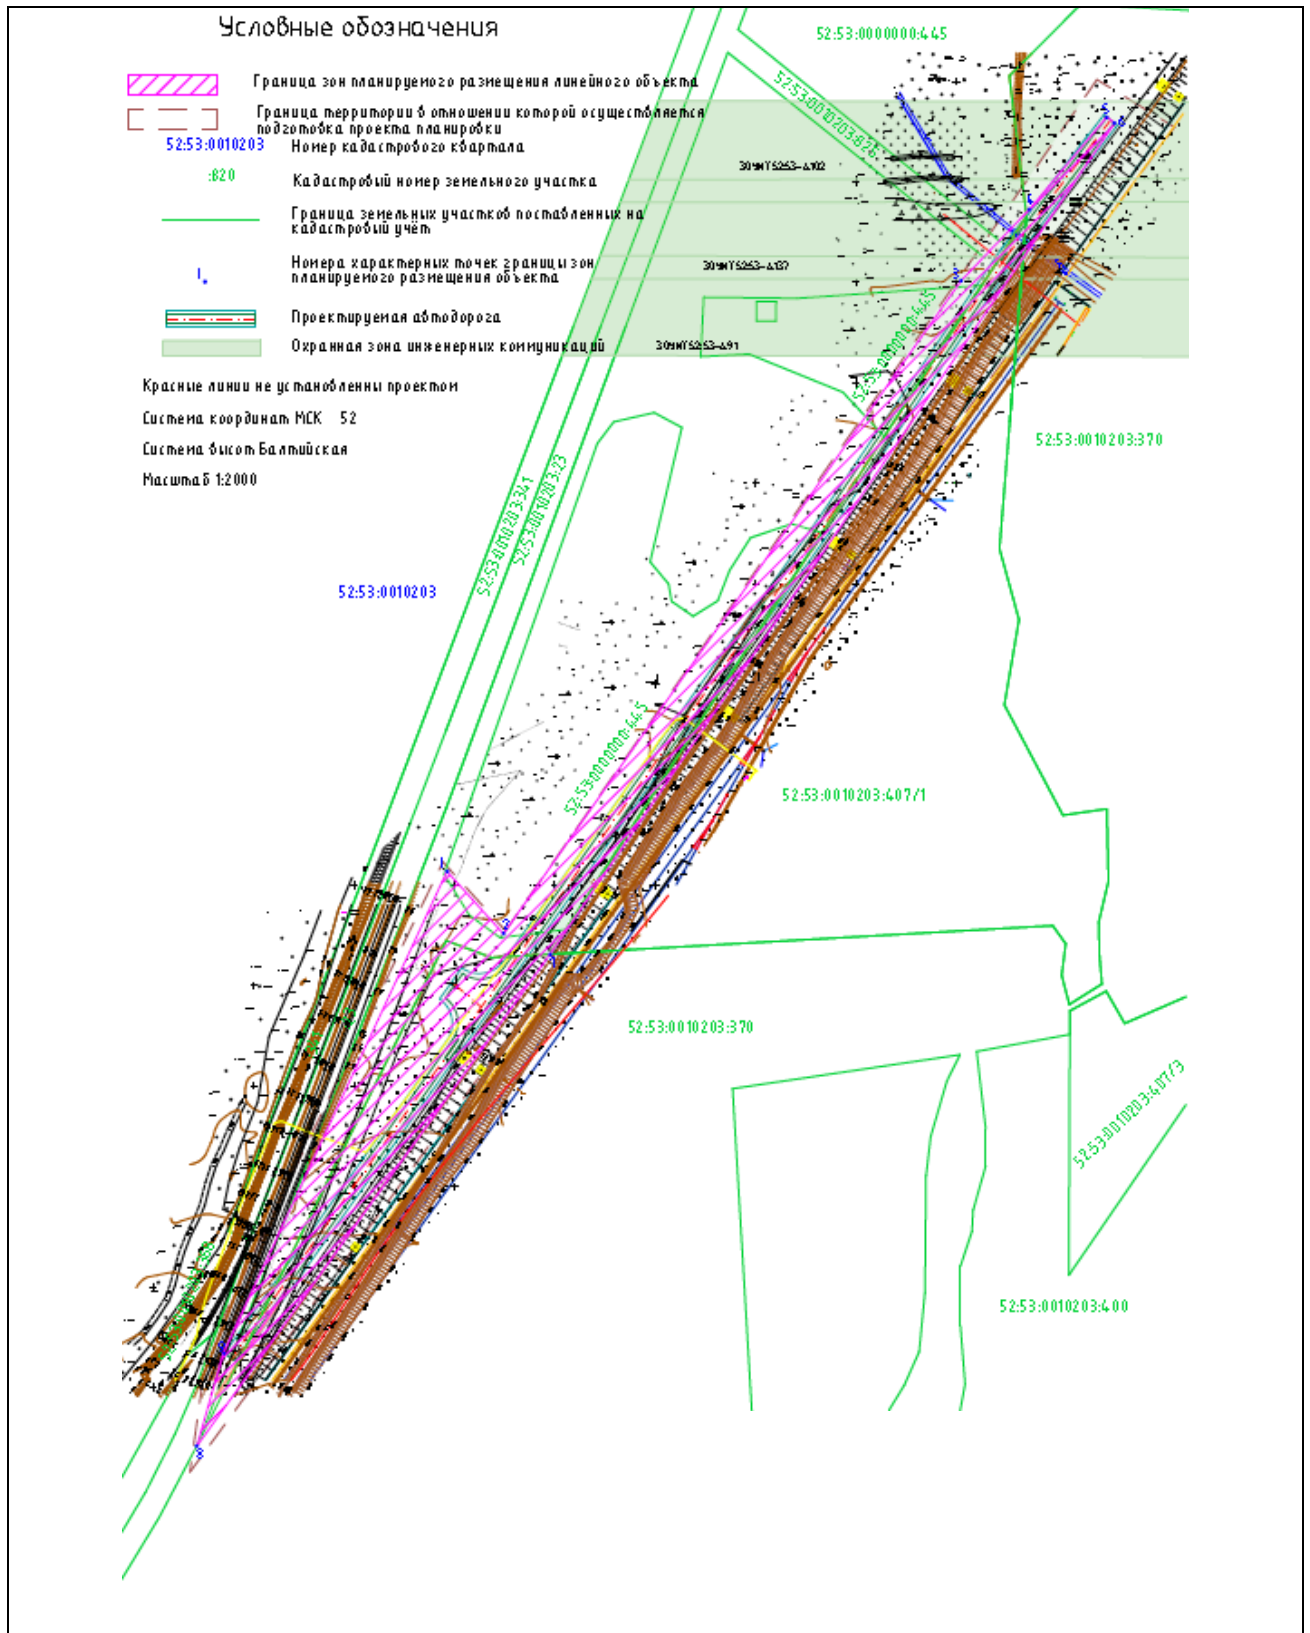 Условные обозначения
Граница зон планируемого размещения линейного объекта
Граница территории в отношении которой осуществляется
подготовка проекта планировки
52:53:0010203 Номер кадастрового квартала
:820 Кадастровый номер земельного участка
Граница земельных участков поставленных на
кадастровый учёт
Номера характерных точек границы зон
планируемого размещения объекта
Проектируемая автодорога
Охранная зона инженерных коммуникаций
Красные линии не установленны проектом
Система координат МСК 52
Система высот Балтийская
Масштаб 1:2000
52:53:0000000:445
52:53:0010203:826
52:53:0000000:445
52:53:0010203:370
52:53:0010203:341
52:53:0010203:23
52:53:0010203
52:53:0000000:445
52:53:0010203:407/1
52:53:0010203:370
52:53:0010203:407/3
52:53:0010203:400